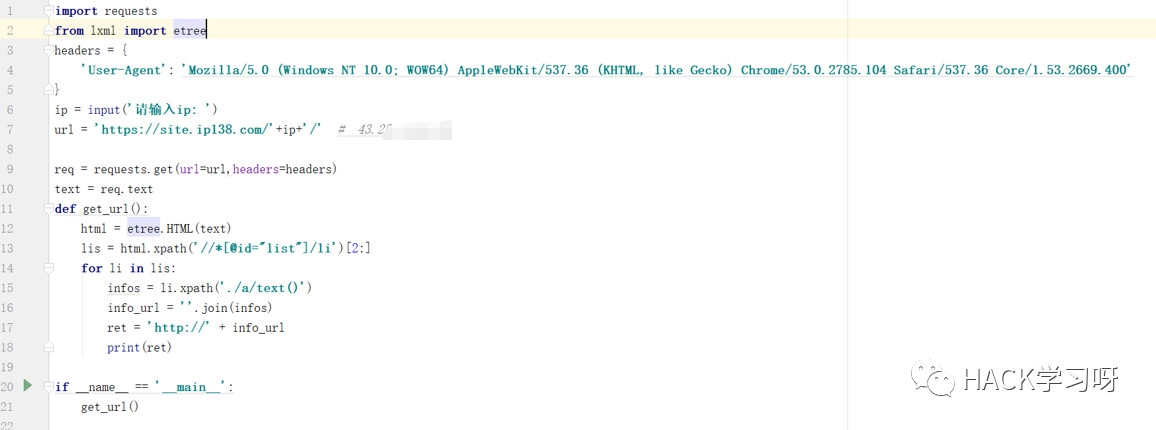 1 import requests
2 from lxml import etree
3 headers = {
4     'User-Agent': 'Mozilla/5.0 (Windows NT 10.0; WOW64) AppleWebKit/537.36 (KHTML, like Gecko) Chrome/53.0.2785.104 Safari/537.36 Core/1.53.2669.400'
5 }
6 ip = input('请输入ip: ')
7 url = 'https://site.ip138.com/'+ip+'/'  # 43.25
8
9 req = requests.get(url=url,headers=headers)
10 text = req.text
11 def get_url():
12     html = etree.HTML(text)
13     lis = html.xpath('//*[@id="list"]/li')[2:]
14     for li in lis:
15         infos = li.xpath('./a/text()')
16         info_url = ''.join(infos)
17         ret = 'http://' + info_url
18         print(ret)
19
20 if __name__ == '__main__':
21     get_url()
22
HACK学习呀